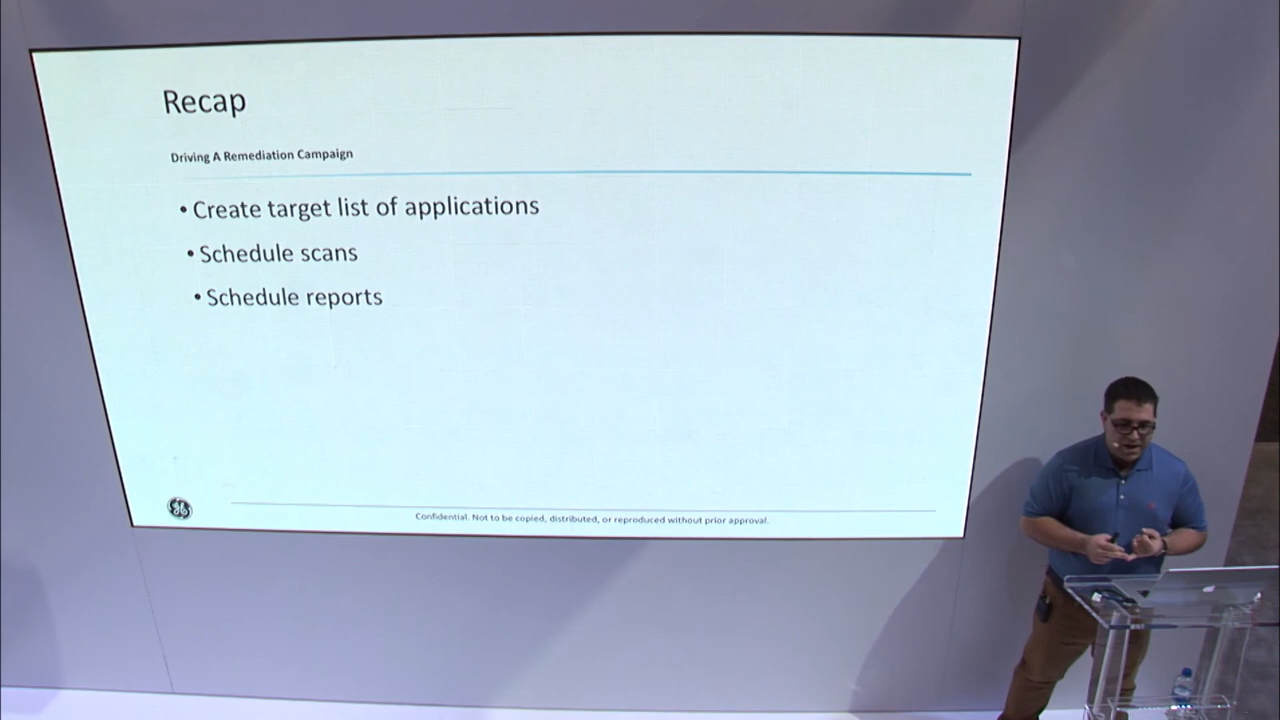 Recap
Driving A Remediation Campaign
• Create target list of applications
• Schedule scans
• Schedule reports
GE
Confidential. Not to be copied, distributed, or reproduced without prior approval.